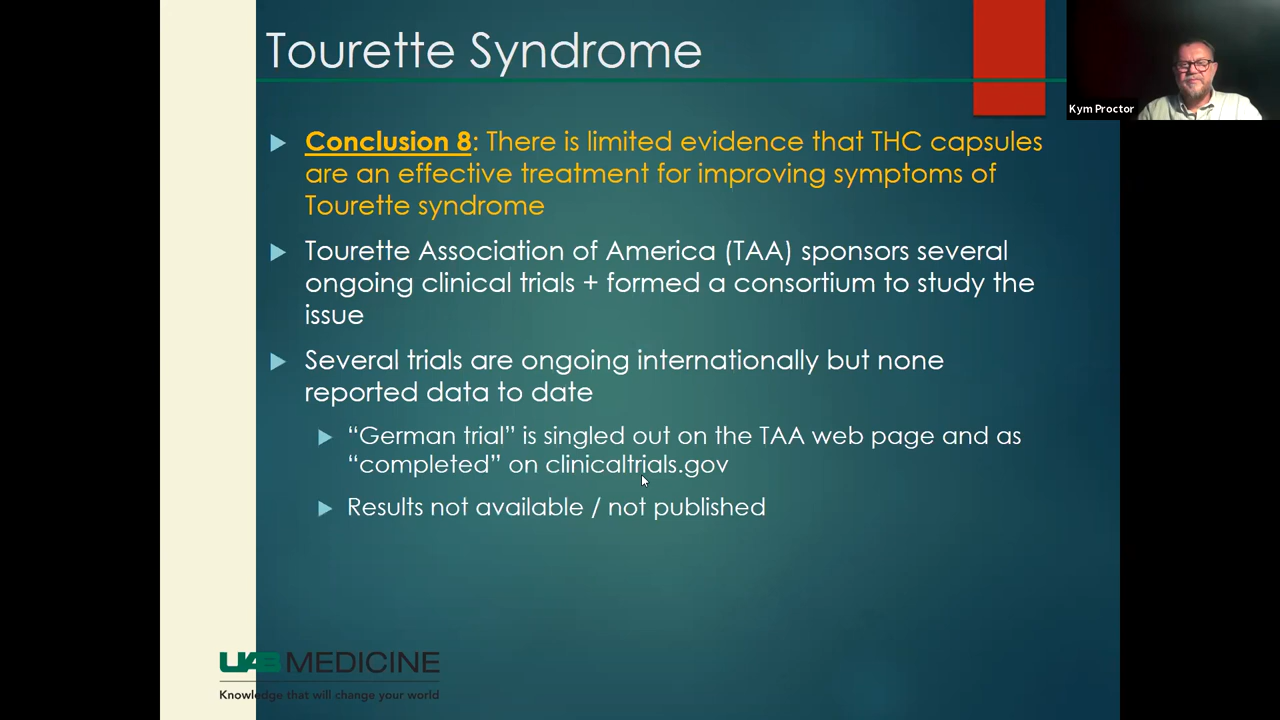 Tourette Syndrome
Kym Proctor
Conclusion 8: There is limited evidence that THC capsules
are an effective treatment for improving symptoms of
Tourette syndrome
Tourette Association of America (TAA) sponsors several
ongoing clinical trials + formed a consortium to study the
issue
Several trials are ongoing internationally but none
reported data to date
“German trial” is singled out on the TAA web page and as
“completed” on clinicaltrials.gov
Results not available / not published
UAB MEDICINE
Knowledge that will change your world